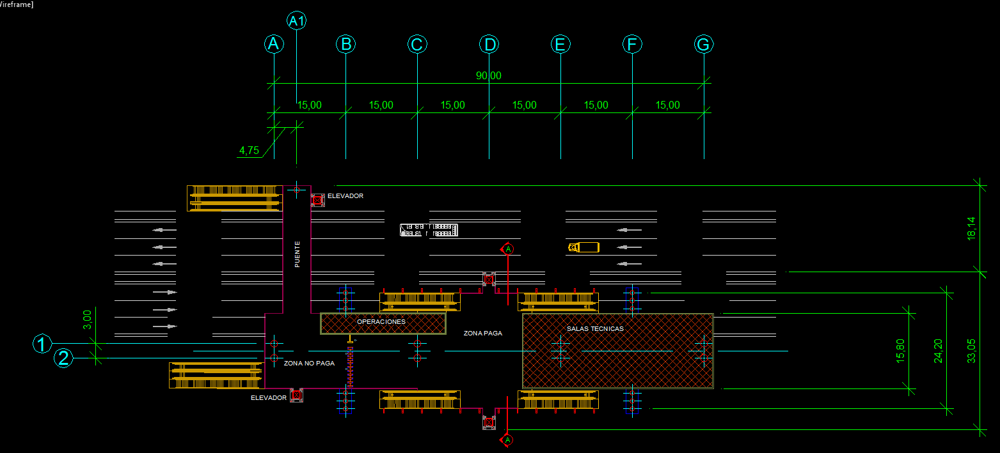 Wireframe]
A1
A
B
C
D
E
F
G
90,00
15,00
15,00
15,00
15,00
15,00
15,00
4,75
ELEVADOR
18,14
PUENTE
A
3,00
OPERACIONES
SALAS TECNICAS
ZONA PAGA
1
2
ZONA NO PAGA
15,80
24,20
33,05
ELEVADOR
A